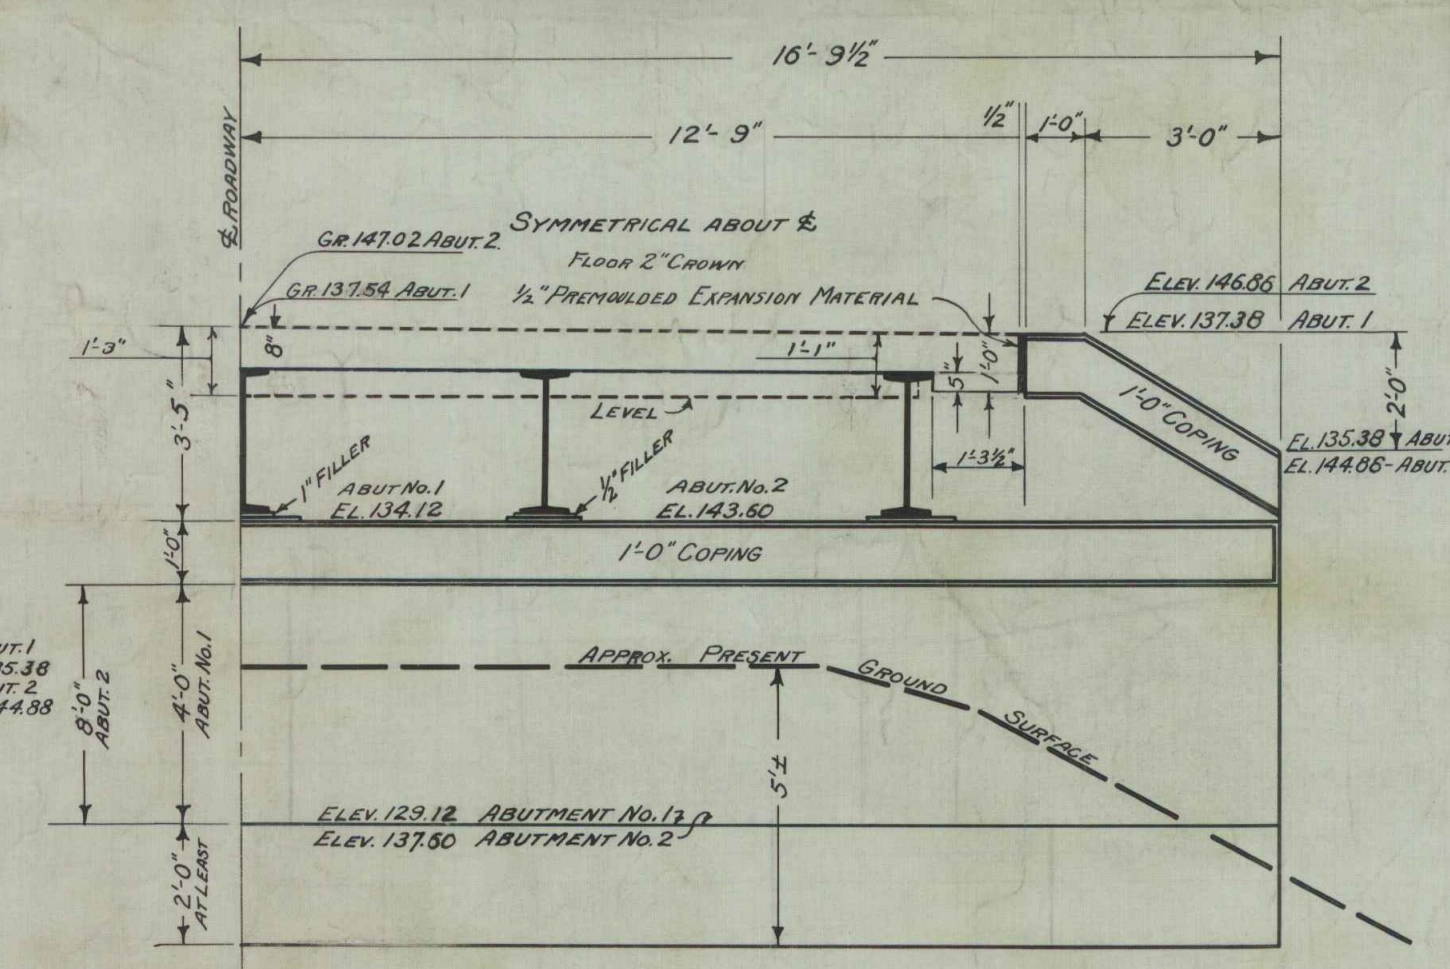 16'-9½"
12'-9"
½"
1'-0"
3'-0"
℄ ROADWAY
SYMMETRICAL ABOUT ℄
GR. 147.02 ABUT. 2.
FLOOR 2" CROWN
GR. 137.54 ABUT. 1
½" PREMOULDED EXPANSION MATERIAL
ELEV. 146.86 ABUT. 2
ELEV. 137.38 ABUT. 1
1'-3"
8"
1'-1"
5"
1'-0"
2'-0"
3'-5"
LEVEL
1'-0" COPING
1" FILLER
½" FILLER
1'-3½"
EL. 135.38 ABUT
EL. 144.86-ABUT.
ABUT No. 1
EL. 134.12
ABUT. No. 2
EL. 143.60
1'-0"
1'-0" COPING
UT. 1
35.38
UT. 2
44.88
8'-0"
ABUT. 2
4'-0"
ABUT. No. 1
APPROX. PRESENT GROUND SURFACE
5'±
ELEV. 129.12 ABUTMENT No. 1
ELEV. 137.60 ABUTMENT No. 2
2'-0"
AT LEAST